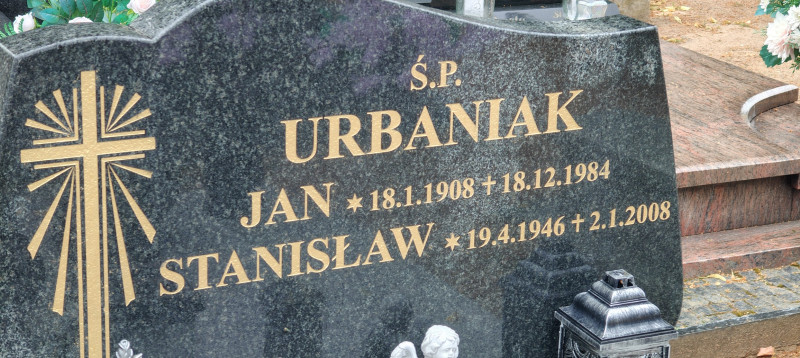 Ś.P.
URBANIAK
JAN ✶ 18.1.1908 ✝ 18.12.1984
STANISŁAW ✶ 19.4.1946 ✝ 2.1.2008